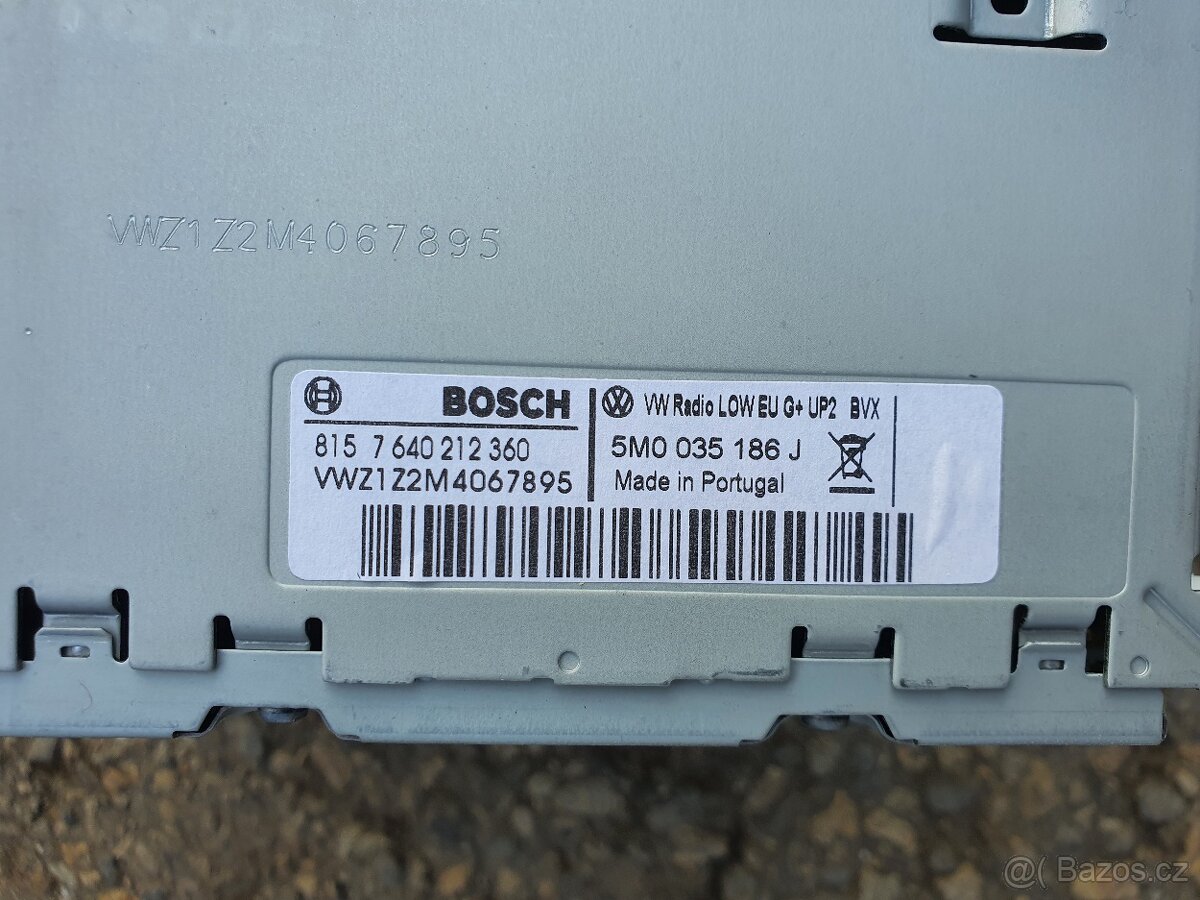 VWZ1Z2M4067895
BOSCH
815 7 640 212 360
VWZ1Z2M4067895
VW Radio LOW EU G+ UP2 BVX
5M0 035 186 J
Made in Portugal
@ Bazos.cz